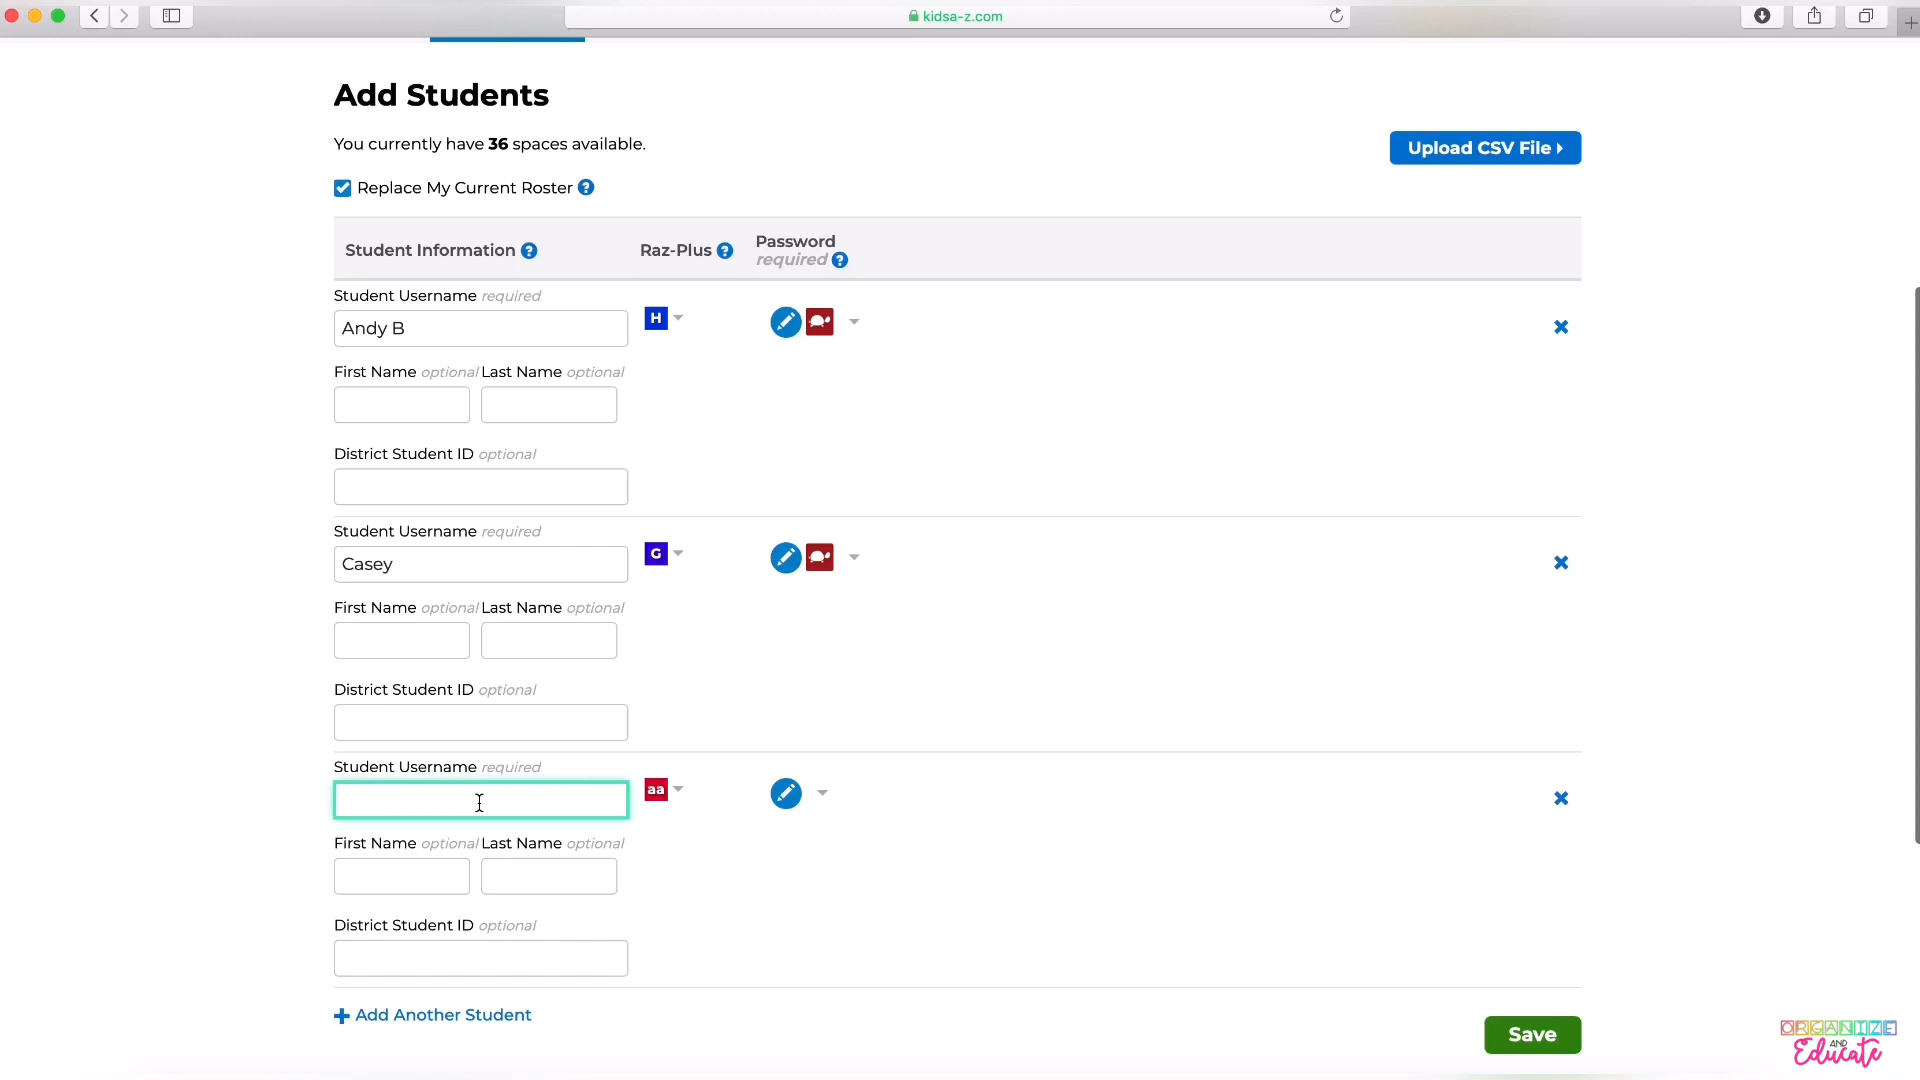 kidsa-z.com
Add Students
You currently have 36 spaces available.
Upload CSV File
Replace My Current Roster ?
Student Information ? Raz-Plus ? Password required ?
Student Username required
Andy B
H
First Name optional Last Name optional
District Student ID optional
Student Username required
Casey
G
First Name optional Last Name optional
District Student ID optional
Student Username required
aa
First Name optional Last Name optional
District Student ID optional
Add Another Student
Save
ORGANIZE
AND
Educate